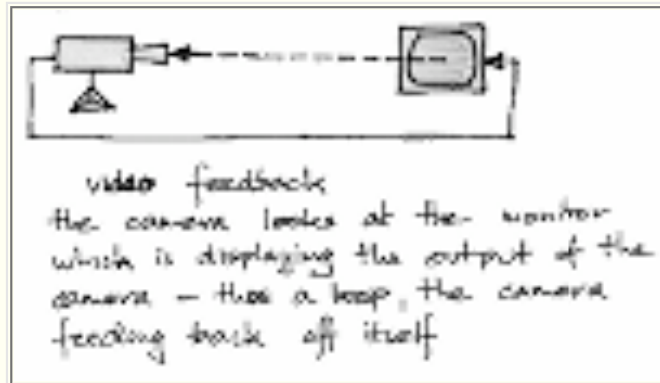 video feedback
the camera looks at the monitor
which is displaying the output of the
camera – thus a loop, the camera
feeding back off itself